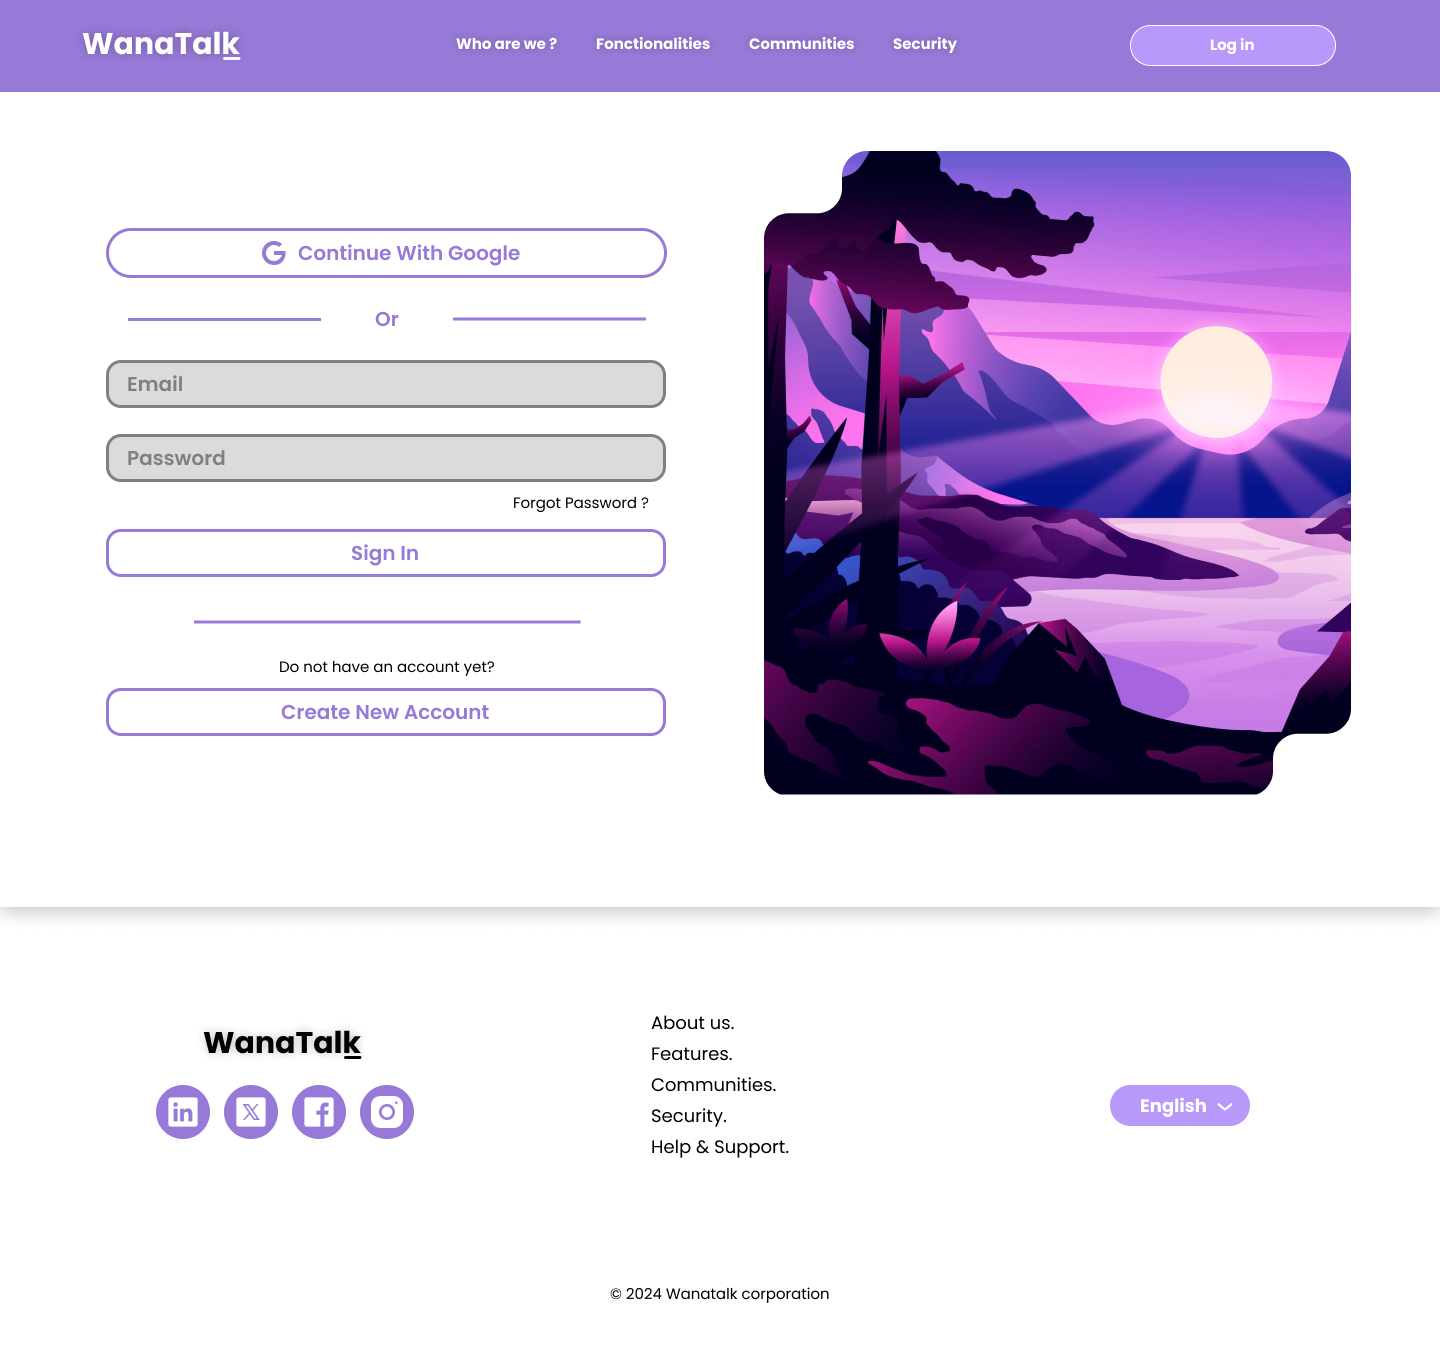 WanaTalk
Who are we ?
Fonctionalities
Communities
Security
Log in
Continue With Google
Or
Email
Password
Forgot Password ?
Sign In
Do not have an account yet?
Create New Account
WanaTalk
About us.
Features.
Communities.
Security.
Help & Support.
English
© 2024 Wanatalk corporation